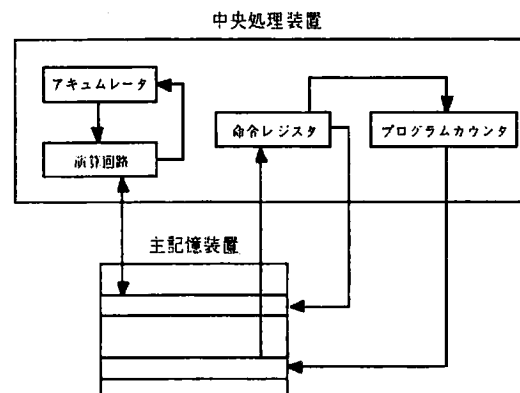 中央処理装置
アキュムレータ
命令レジスタ
プログラムカウンタ
演算回路
主記憶装置